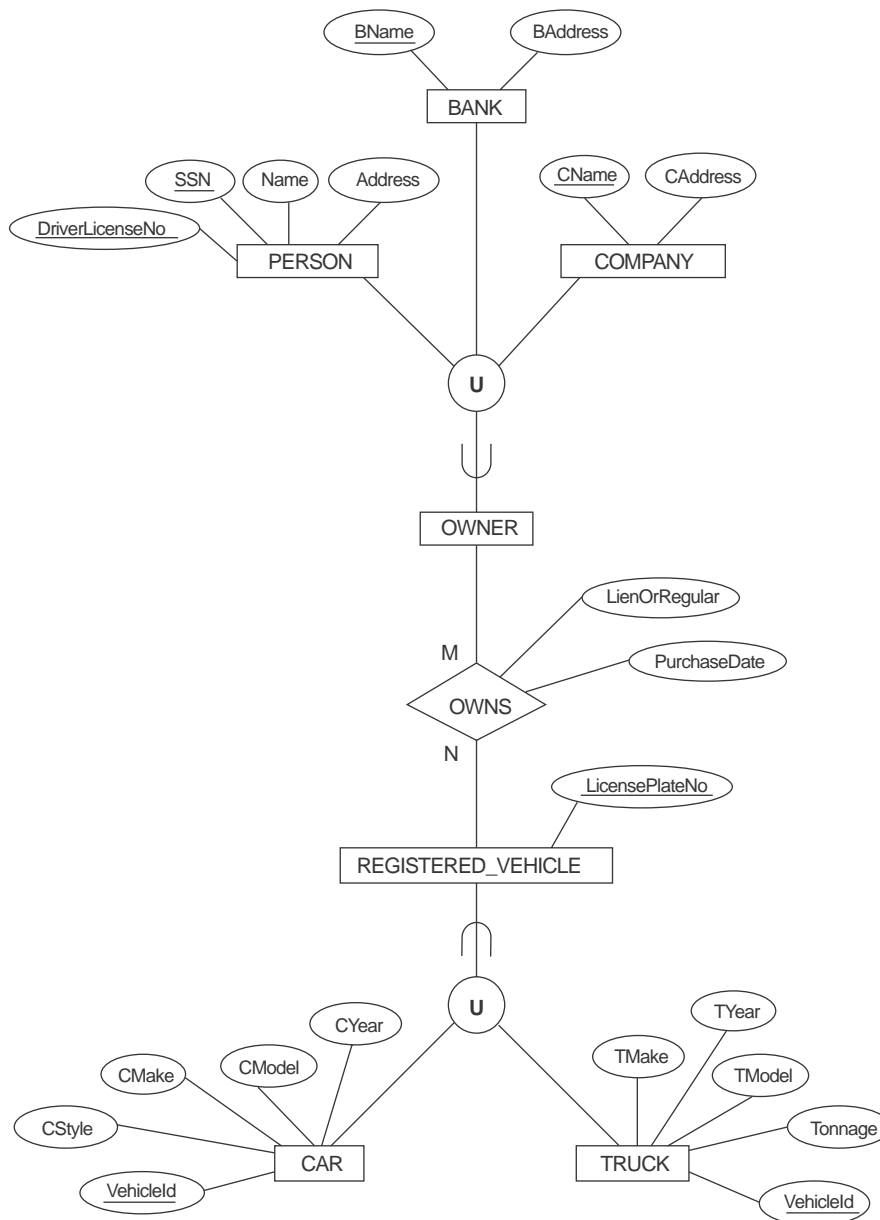 BName
BAddress
BANK
SSN
Name
Address
CName
CAddress
DriverLicenseNo
PERSON
COMPANY
U
OWNER
LienOrRegular
M
PurchaseDate
OWNS
N
LicensePlateNo
REGISTERED_VEHICLE
U
CYear
TYear
CModel
TMake
CMake
TModel
CStyle
Tonnage
CAR
TRUCK
VehicleId
VehicleId